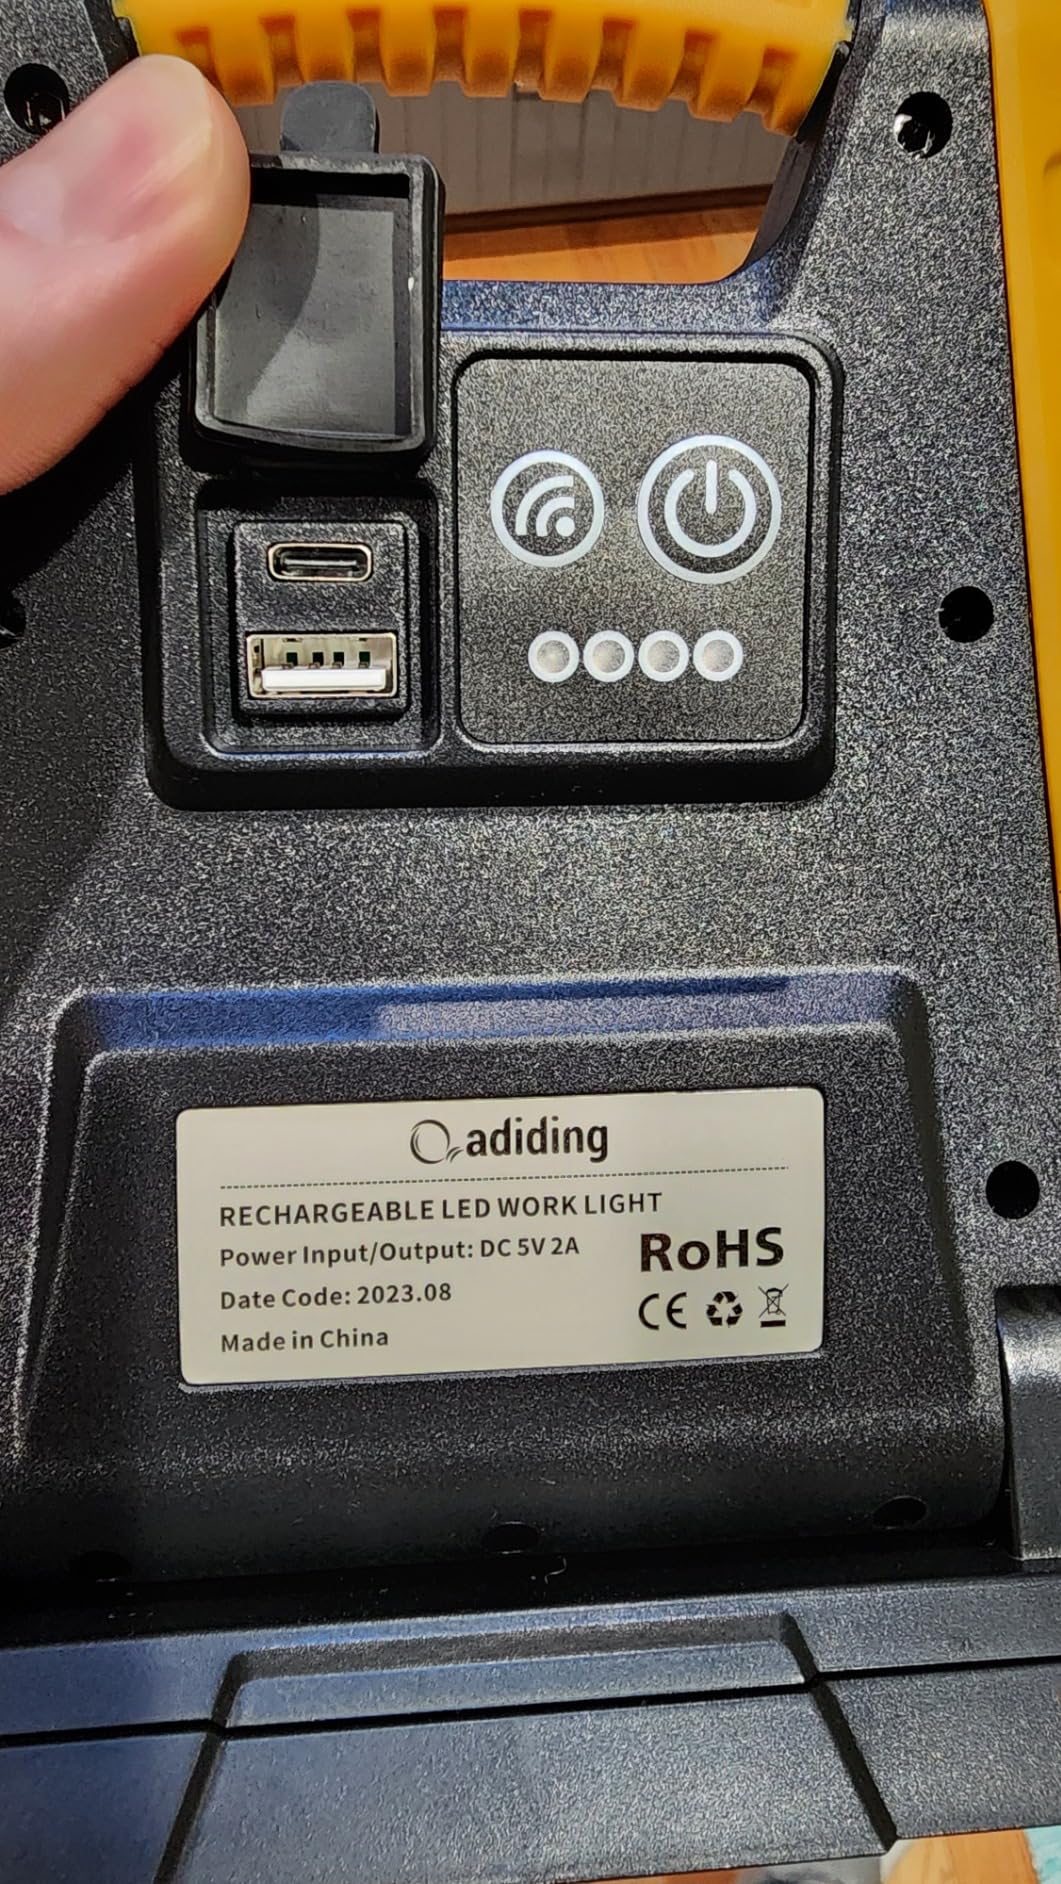 adiding
RECHARGEABLE LED WORK LIGHT
Power Input/Output: DC 5V 2A
Date Code: 2023.08
Made in China
RoHS
CE